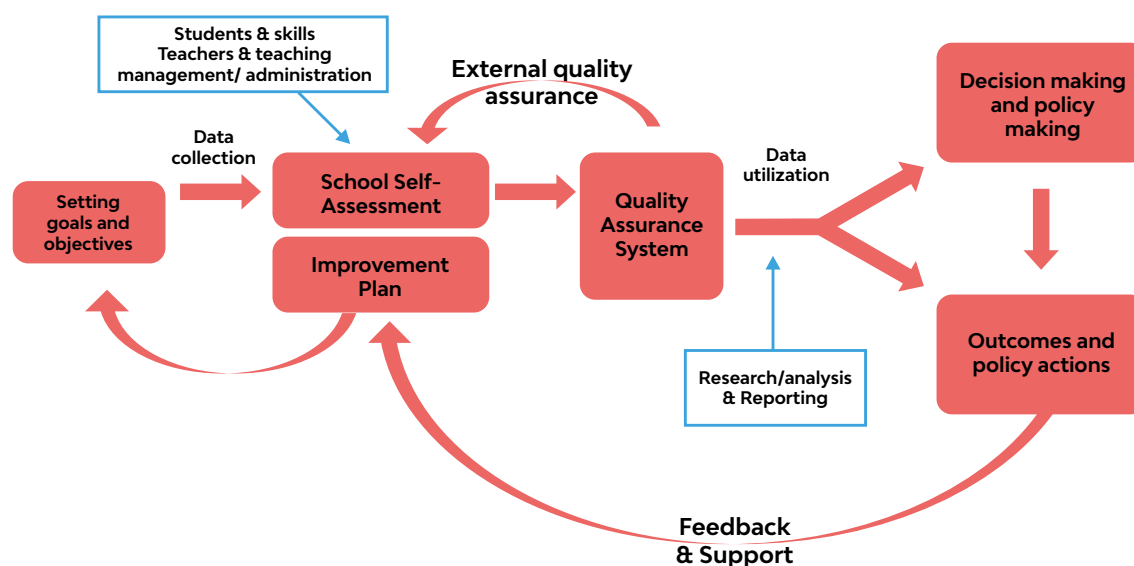 Students & skills
Teachers & teaching
management/ administration
External quality
assurance
Decision making
and policy
making
Data
collection
Data
utilization
Setting
goals and
objectives
School Self-
Assessment
Quality
Assurance
System
Improvement
Plan
Outcomes and
policy actions
Research/analysis
& Reporting
Feedback
& Support